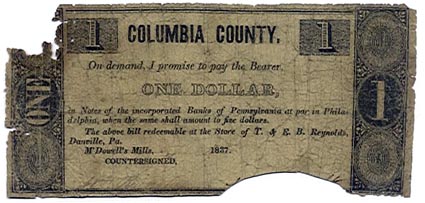 1 COLUMBIA COUNTY, 1
On demand, I promise to pay the Bearer,
ONE DOLLAR,
in Notes of the incorporated Banks of Pennsylvania at par in Phila-
delphia, when the same shall amount to five dollars.
The above bill redeemable at the Store of T. & E. B. Reynolds,
Danville, Pa.
M'Dowell's Mills, 1837.
COUNTERSIGNED,
ONE
1